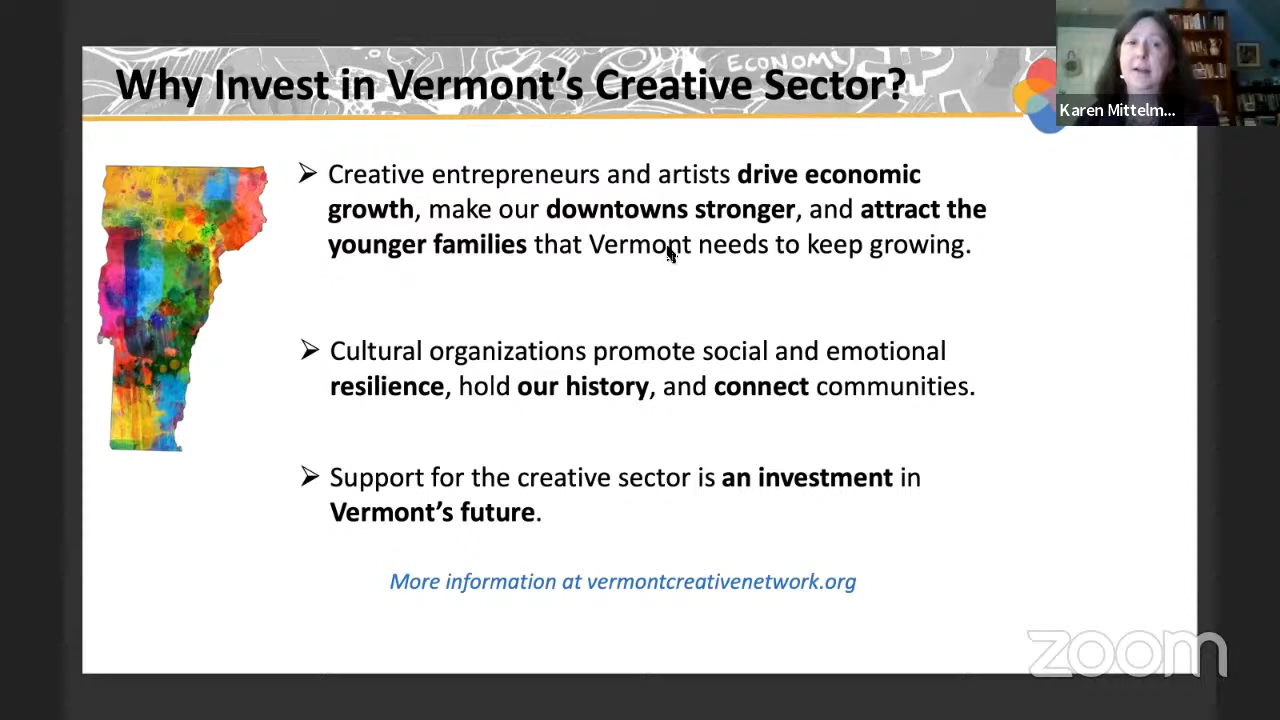 ECONOMY
Why Invest in Vermont's Creative Sector?
Karen Mittelm...
➢ Creative entrepreneurs and artists drive economic
growth, make our downtowns stronger, and attract the
younger families that Vermont needs to keep growing.
➢ Cultural organizations promote social and emotional
resilience, hold our history, and connect communities.
➢ Support for the creative sector is an investment in
Vermont's future.
More information at vermontcreativenetwork.org
zoom